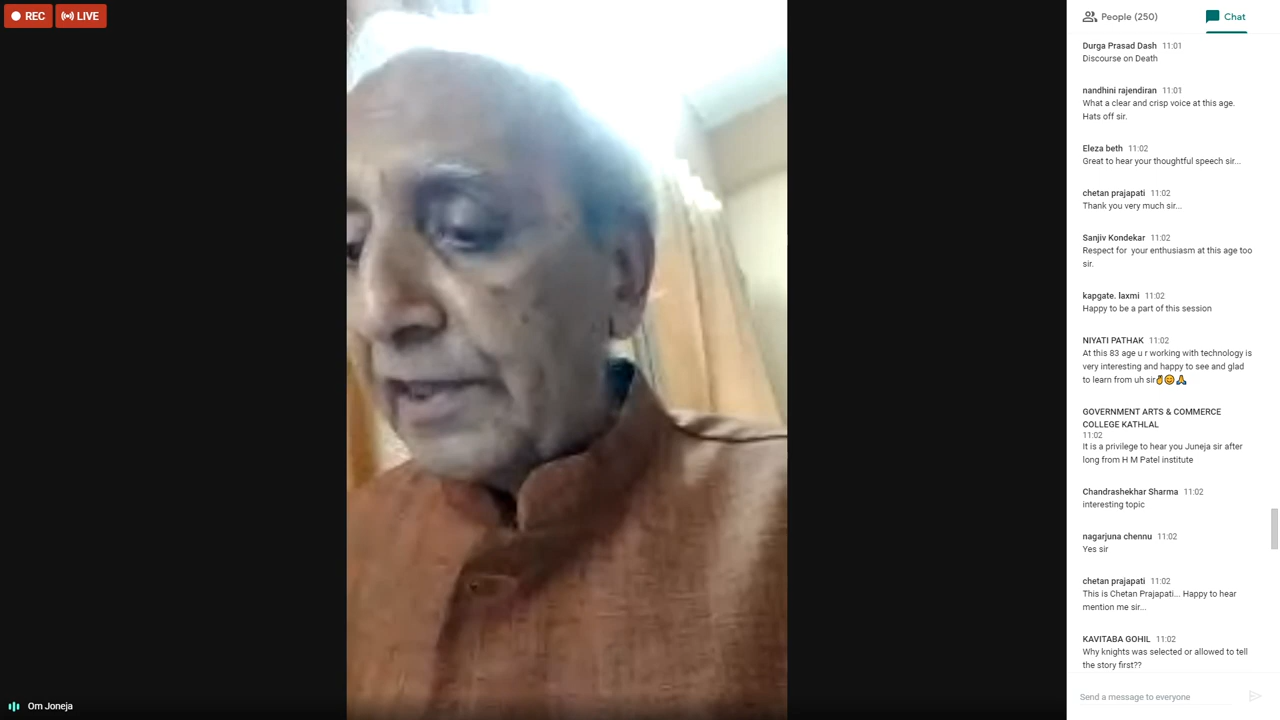 REC
LIVE
People (250)
Chat
Durga Prasad Dash 11:01
Discourse on Death
nandhini rajendiran 11:01
What a clear and crisp voice at this age.
Hats off sir.
Eleza beth 11:02
Great to hear your thoughtful speech sir...
chetan prajapati 11:02
Thank you very much sir...
Sanjiv Kondekar 11:02
Respect for your enthusiasm at this age too
sir.
kapgate. laxmi 11:02
Happy to be a part of this session
NIYATI PATHAK 11:02
At this 83 age u r working with technology is
very interesting and happy to see and glad
to learn from uh sir✌😊🙏
GOVERNMENT ARTS & COMMERCE
COLLEGE KATHLAL
11:02
It is a privilege to hear you Juneja sir after
long from H M Patel institute
Chandrashekhar Sharma 11:02
interesting topic
nagarjuna chennu 11:02
Yes sir
chetan prajapati 11:02
This is Chetan Prajapati... Happy to hear
mention me sir...
KAVITABA GOHIL 11:02
Why knights was selected or allowed to tell
the story first??
Send a message to everyone
Om Joneja